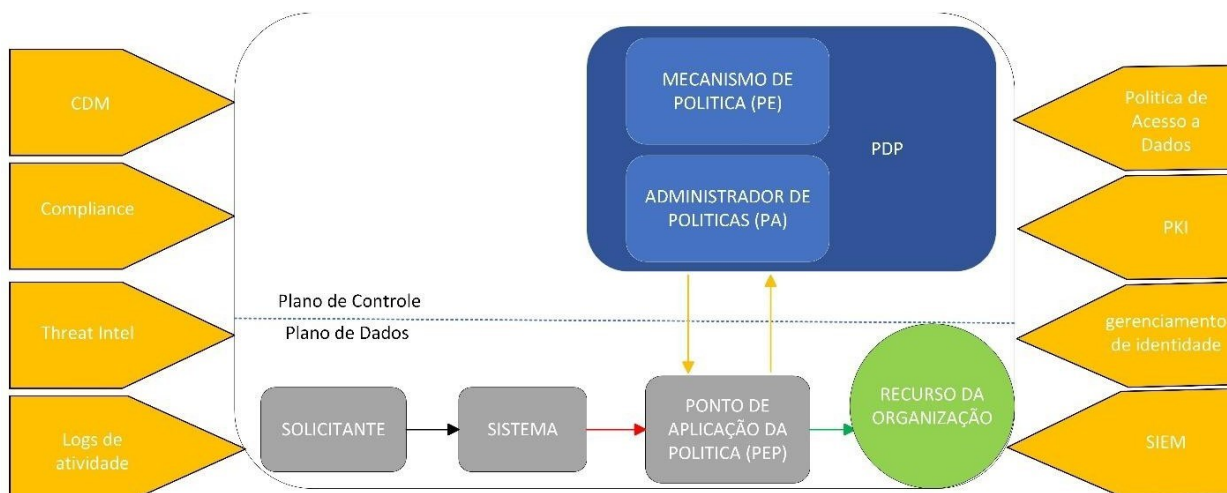 CDM
Compliance
Threat Intel
Logs de
atividade
MECANISMO DE
POLITICA (PE)
ADMINISTRADOR DE
POLITICAS (PA)
PDP
Plano de Controle
Plano de Dados
SOLICITANTE
SISTEMA
PONTO DE
APLICAÇÃO DA
POLITICA (PEP)
RECURSO DA
ORGANIZAÇÃO
Politica de
Acesso a
Dados
PKI
gerenciamento
de identidade
SIEM